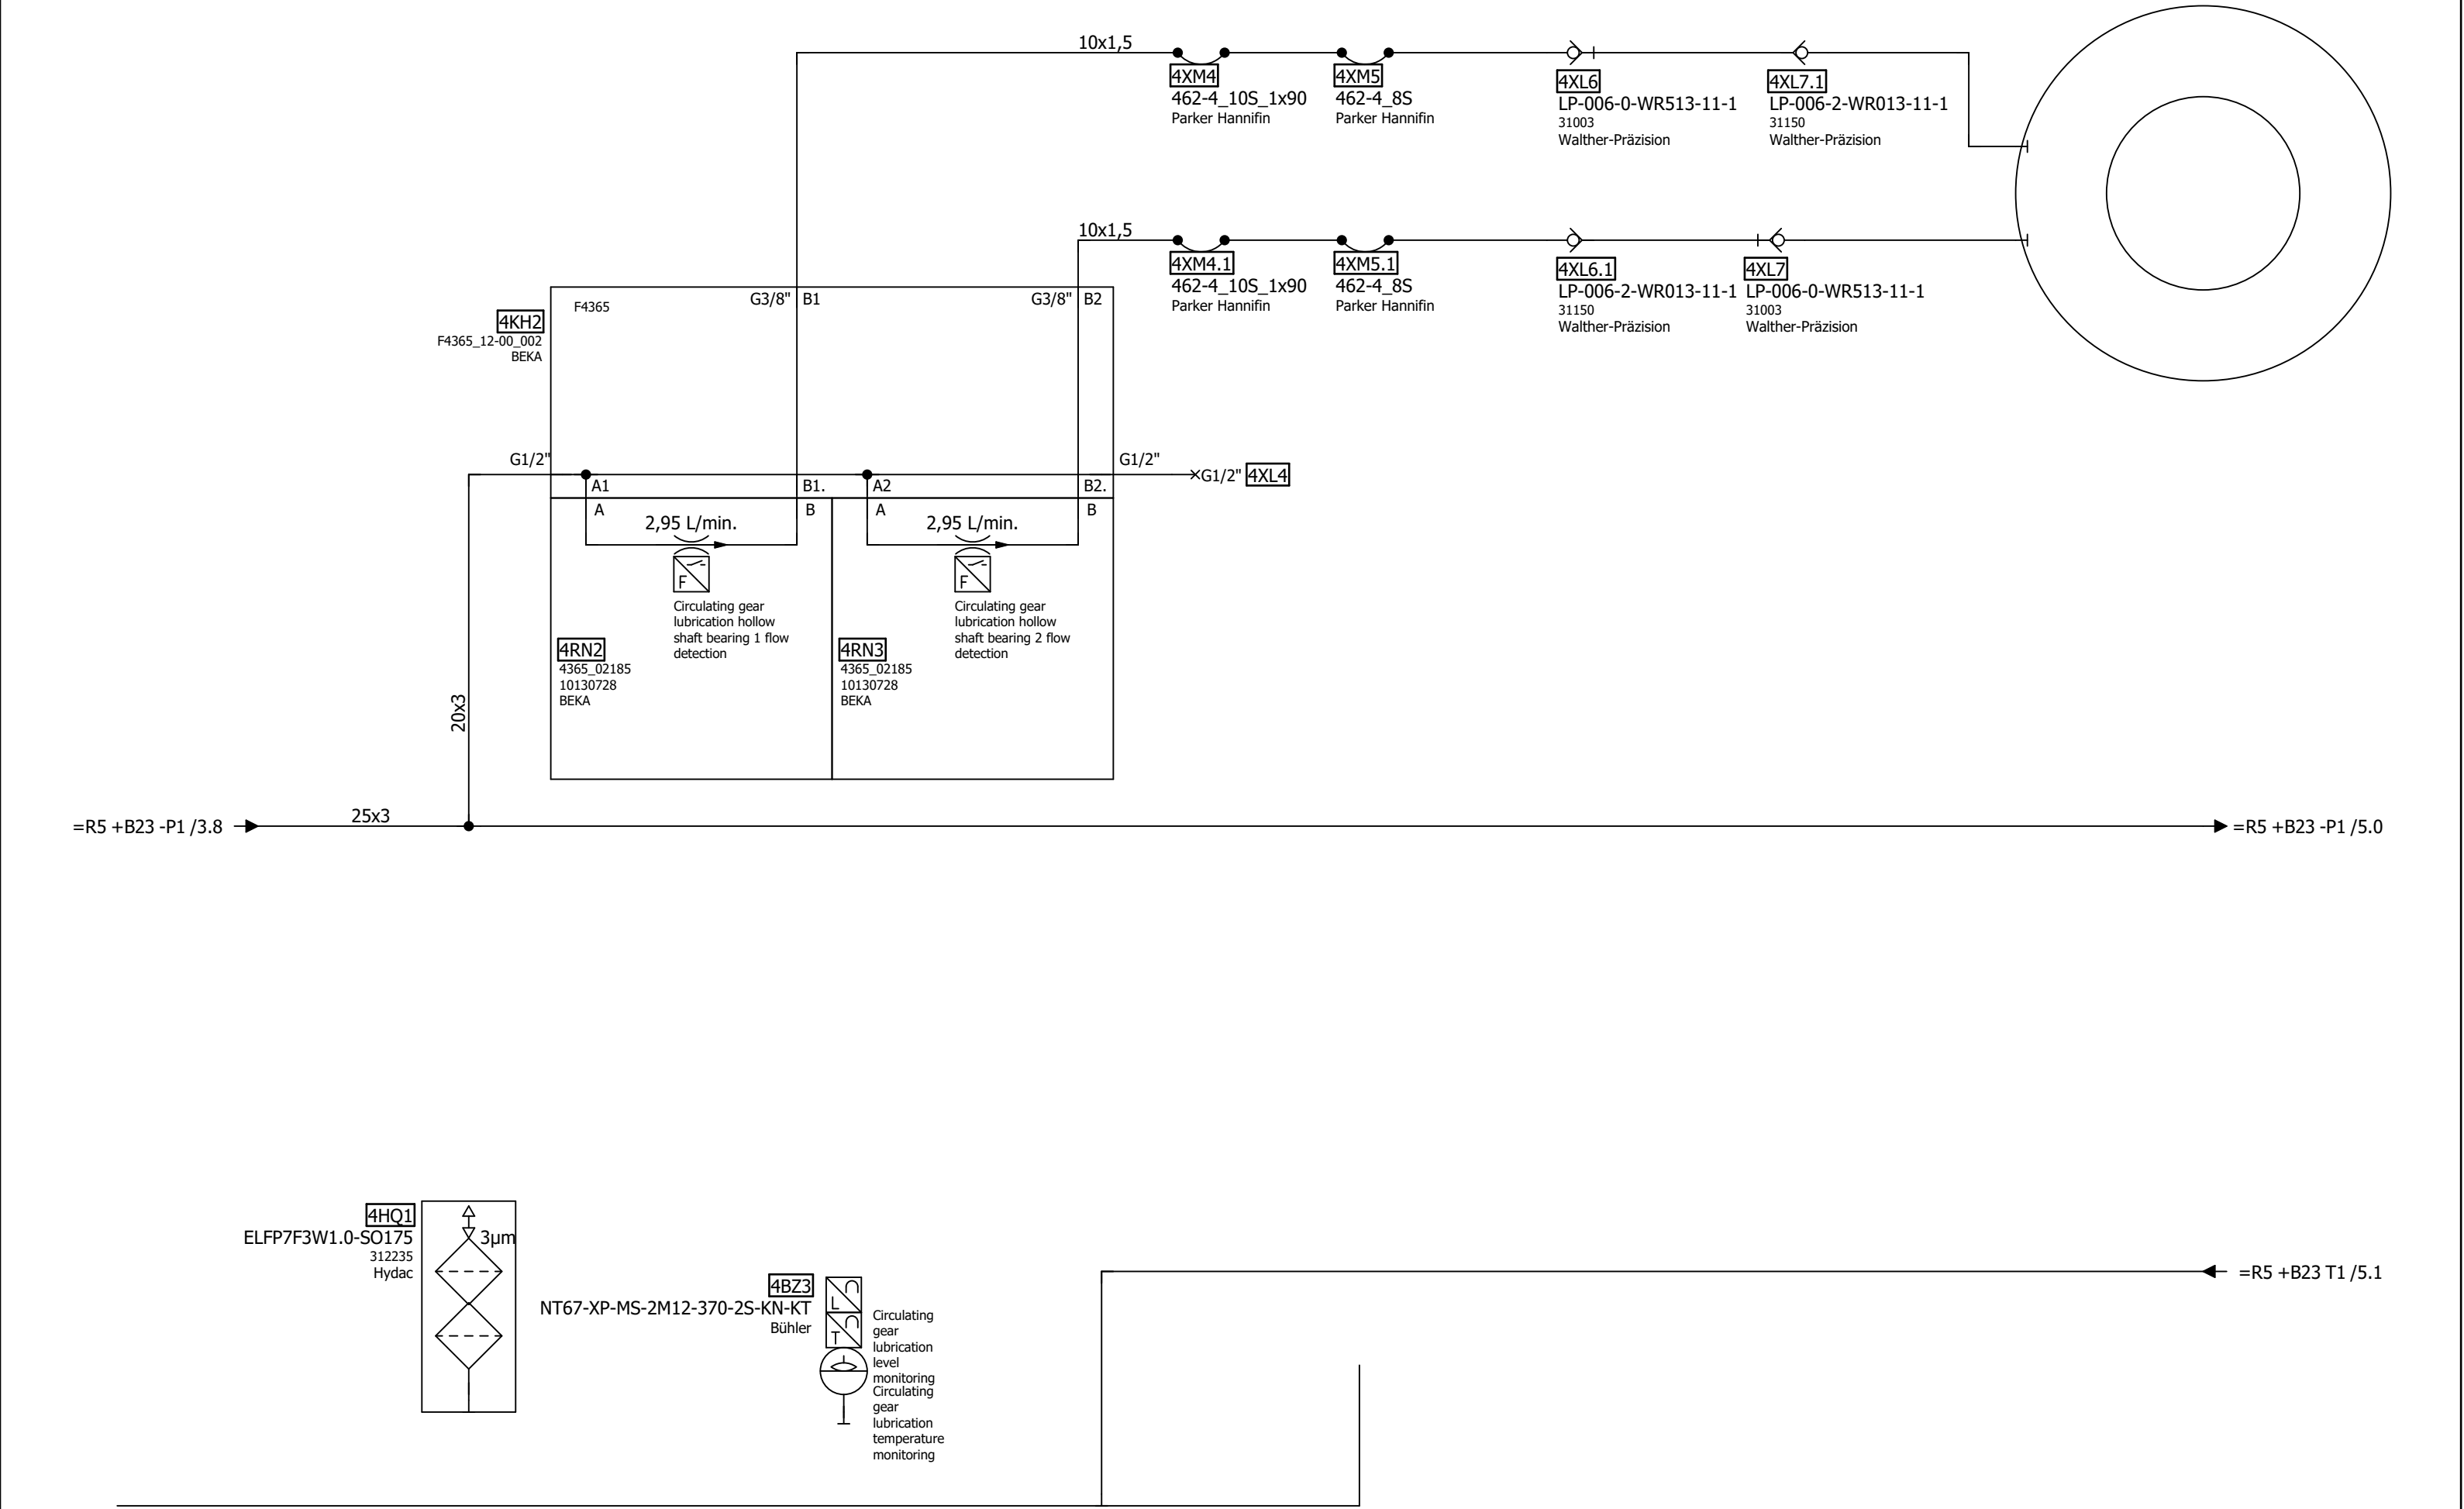 10x1,5
4XM4
462-4_10S_1x90
Parker Hannifin
4XM5
462-4_8S
Parker Hannifin
4XL6
LP-006-0-WR513-11-1
31003
Walther-Präzision
4XL7.1
LP-006-2-WR013-11-1
31150
Walther-Präzision
10x1,5
4XM4.1
462-4_10S_1x90
Parker Hannifin
4XM5.1
462-4_8S
Parker Hannifin
4XL6.1
LP-006-2-WR013-11-1
31150
Walther-Präzision
4XL7
LP-006-0-WR513-11-1
31003
Walther-Präzision
4KH2
F4365_12-00_002
BEKA
F4365
G3/8" B1
G3/8" B2
G1/2"
G1/2"
G1/2" 4XL4
A1
B1.
A2
B2.
A
B
A
B
2,95 L/min.
2,95 L/min.
F
Circulating gear
lubrication hollow
shaft bearing 1 flow
detection
F
Circulating gear
lubrication hollow
shaft bearing 2 flow
detection
4RN2
4365_02185
10130728
BEKA
4RN3
4365_02185
10130728
BEKA
20x3
=R5 +B23 -P1 /3.8
25x3
=R5 +B23 -P1 /5.0
4HQ1
ELFP7F3W1.0-SO175
312235
Hydac
3µm
4BZ3
NT67-XP-MS-2M12-370-2S-KN-KT
Bühler
L
T
Circulating
gear
lubrication
level
monitoring
Circulating
gear
lubrication
temperature
monitoring
=R5 +B23 T1 /5.1